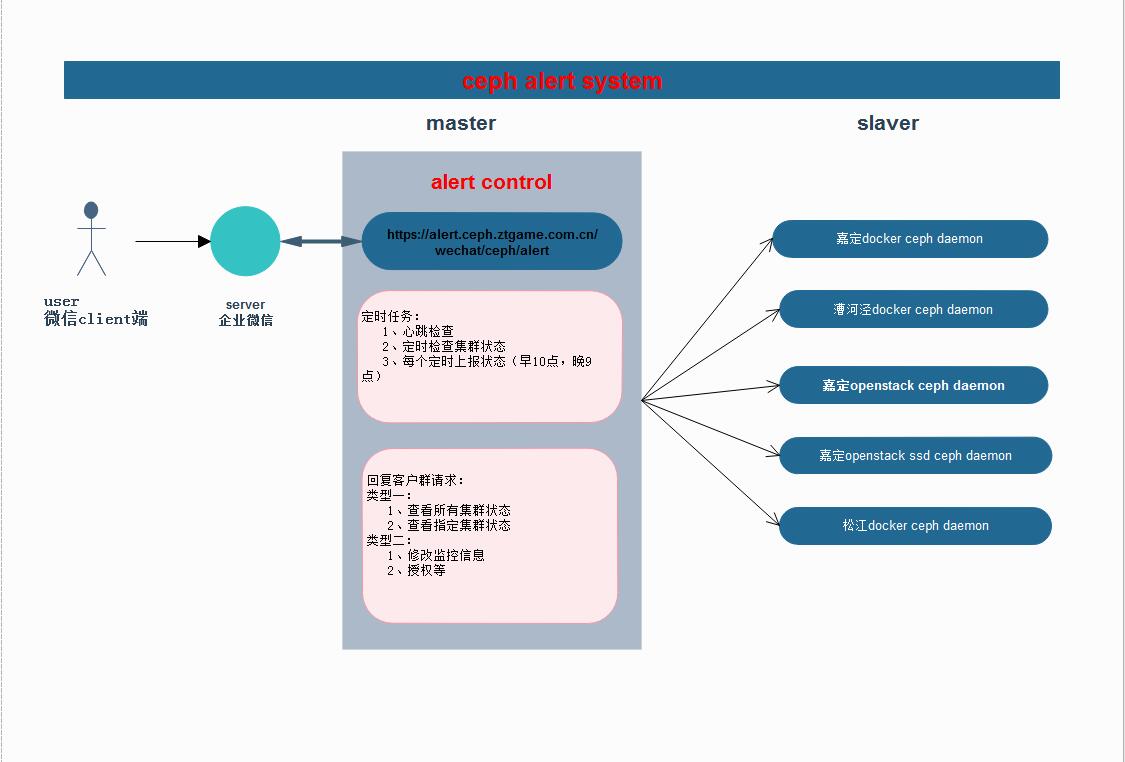 ceph alert system
master
slaver
alert control
user
微信client端
server
企业微信
https://alert.ceph.ztgame.com.cn/
wechat/ceph/alert
定时任务：
1、心跳检查
2、定时检查集群状态
3、每个定时上报状态（早10点，晚9
点）
回复客户群请求：
类型一：
1、查看所有集群状态
2、查看指定集群状态
类型二：
1、修改监控信息
2、授权等
嘉定docker ceph daemon
漕河泾docker ceph daemon
嘉定openstack ceph daemon
嘉定openstack ssd ceph daemon
松江docker ceph daemon